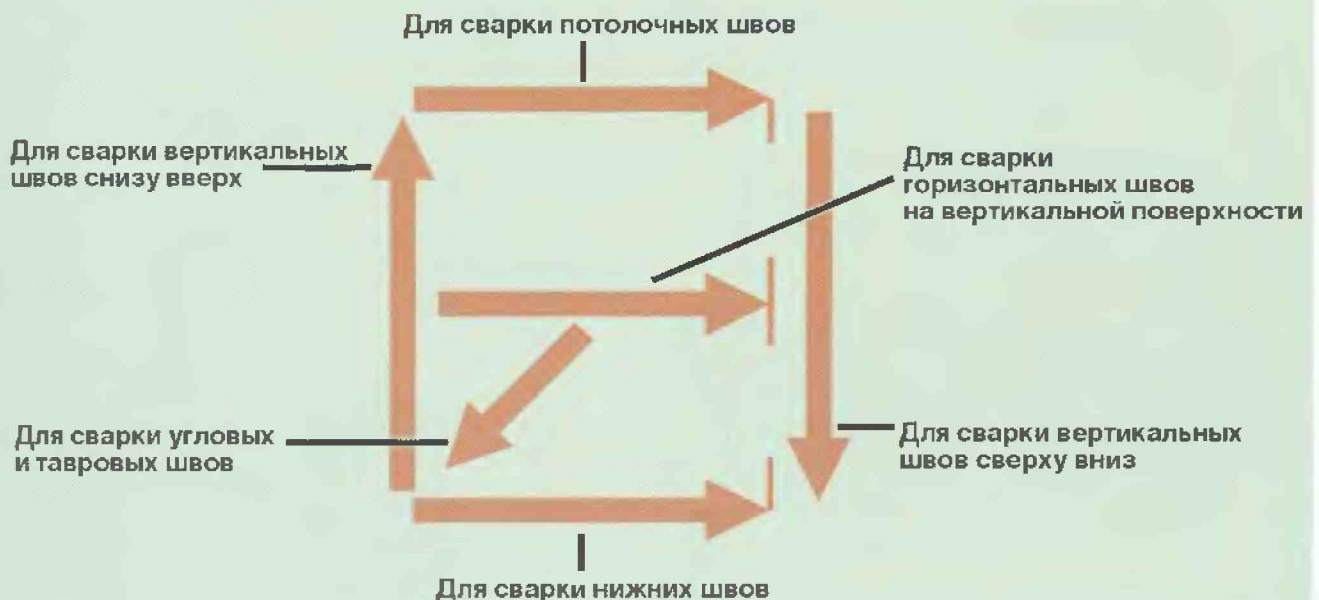 Для сварки потолочных швов
Для сварки вертикальных
швов снизу вверх
Для сварки
горизонтальных швов
на вертикальной поверхности
Для сварки угловых
и тавровых швов
Для сварки вертикальных
швов сверху вниз
Для сварки нижних швов